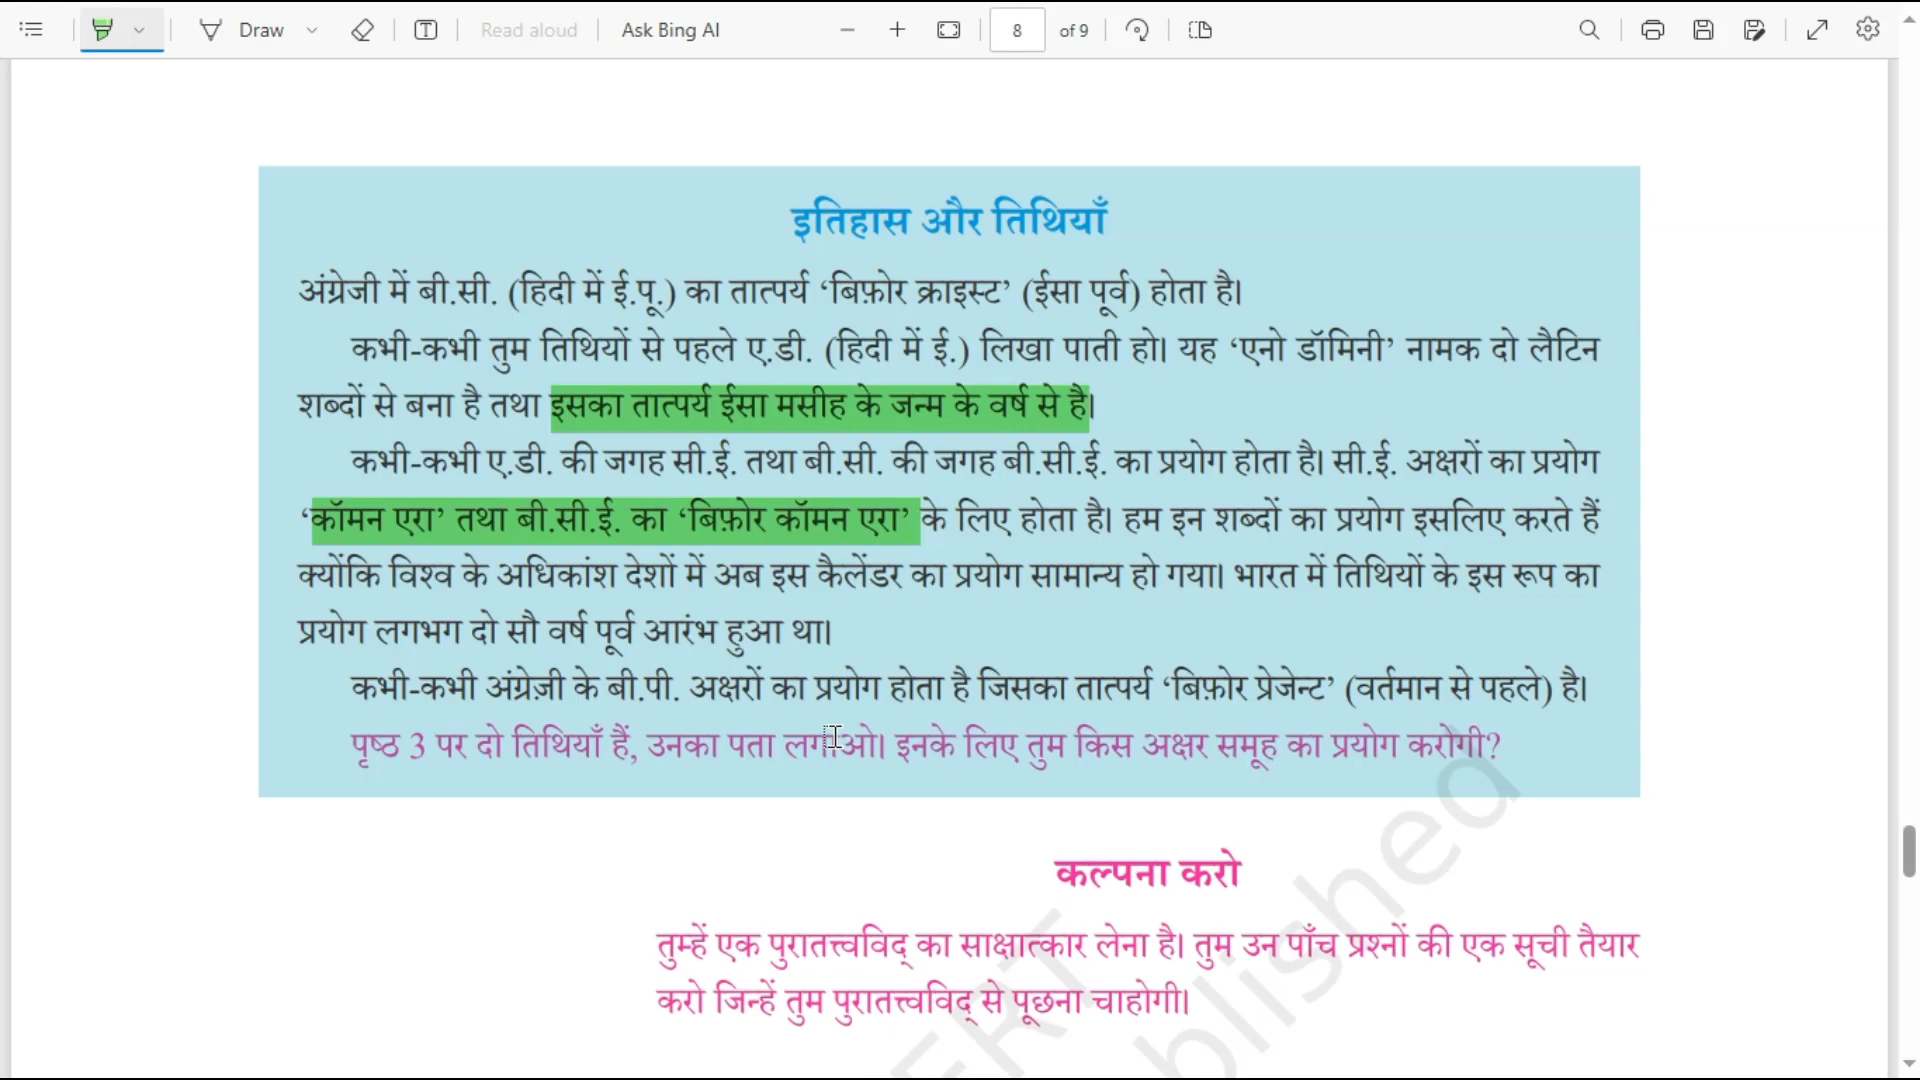 Draw
Read aloud
Ask Bing AI
8
of 9
इतिहास और तिथियाँ
अंग्रेजी में बी.सी. (हिदी में ई.पू.) का तात्पर्य ‘बिफ़ोर क्राइस्ट’ (ईसा पूर्व) होता है।
कभी-कभी तुम तिथियों से पहले ए.डी. (हिदी में ई.) लिखा पाती हो। यह ‘एनो डॉमिनी’ नामक दो लैटिन
शब्दों से बना है तथा इसका तात्पर्य ईसा मसीह के जन्म के वर्ष से है।
कभी-कभी ए.डी. की जगह सी.ई. तथा बी.सी. की जगह बी.सी.ई. का प्रयोग होता है। सी.ई. अक्षरों का प्रयोग
‘कॉमन एरा’ तथा बी.सी.ई. का ‘बिफ़ोर कॉमन एरा’ के लिए होता है। हम इन शब्दों का प्रयोग इसलिए करते हैं
क्योंकि विश्व के अधिकांश देशों में अब इस कैलेंडर का प्रयोग सामान्य हो गया। भारत में तिथियों के इस रूप का
प्रयोग लगभग दो सौ वर्ष पूर्व आरंभ हुआ था।
कभी-कभी अंग्रेज़ी के बी.पी. अक्षरों का प्रयोग होता है जिसका तात्पर्य ‘बिफ़ोर प्रेजेन्ट’ (वर्तमान से पहले) है।
पृष्ठ 3 पर दो तिथियाँ हैं, उनका पता लगाओ। इनके लिए तुम किस अक्षर समूह का प्रयोग करोगी?
कल्पना करो
तुम्हें एक पुरातत्त्वविद् का साक्षात्कार लेना है। तुम उन पाँच प्रश्नों की एक सूची तैयार
करो जिन्हें तुम पुरातत्त्वविद् से पूछना चाहोगी।